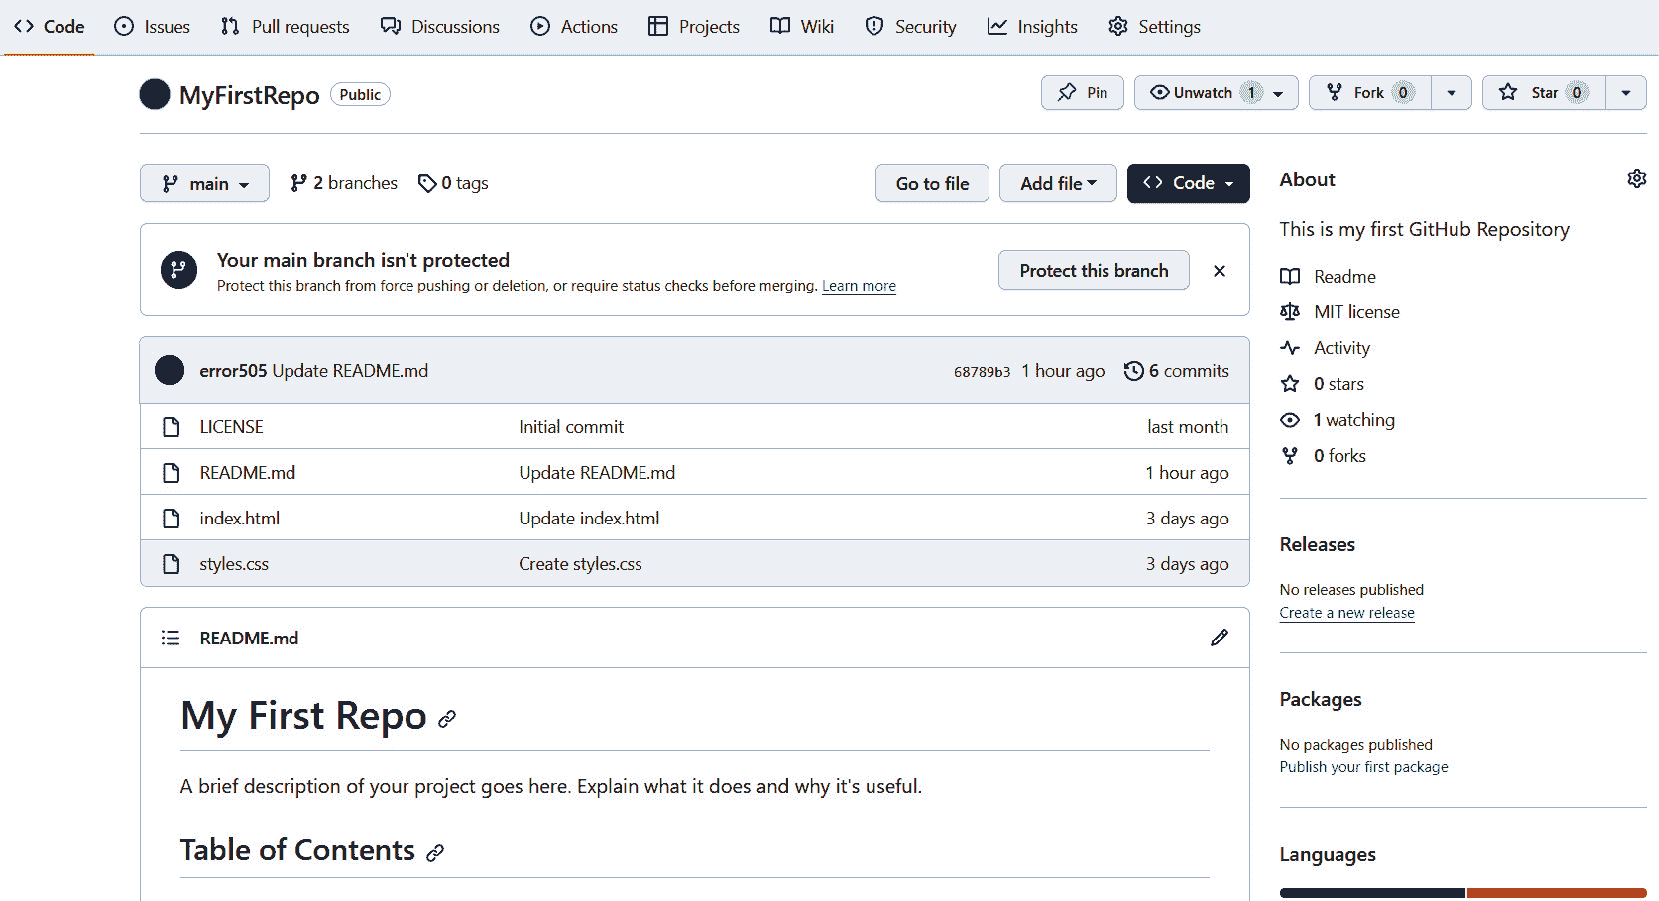 Code Issues Pull requests Discussions Actions Projects Wiki Security Insights Settings
MyFirstRepo Public
Pin Unwatch 1 Fork 0 Star 0
main 2 branches 0 tags
Go to file Add file Code
Your main branch isn't protected
Protect this branch from force pushing or deletion, or require status checks before merging. Learn more
Protect this branch
error505 Update README.md 68789b3 1 hour ago 6 commits
LICENSE Initial commit last month
README.md Update README.md 1 hour ago
index.html Update index.html 3 days ago
styles.css Create styles.css 3 days ago
README.md
My First Repo
A brief description of your project goes here. Explain what it does and why it's useful.
Table of Contents
About
This is my first GitHub Repository
Readme
MIT license
Activity
0 stars
1 watching
0 forks
Releases
No releases published
Create a new release
Packages
No packages published
Publish your first package
Languages